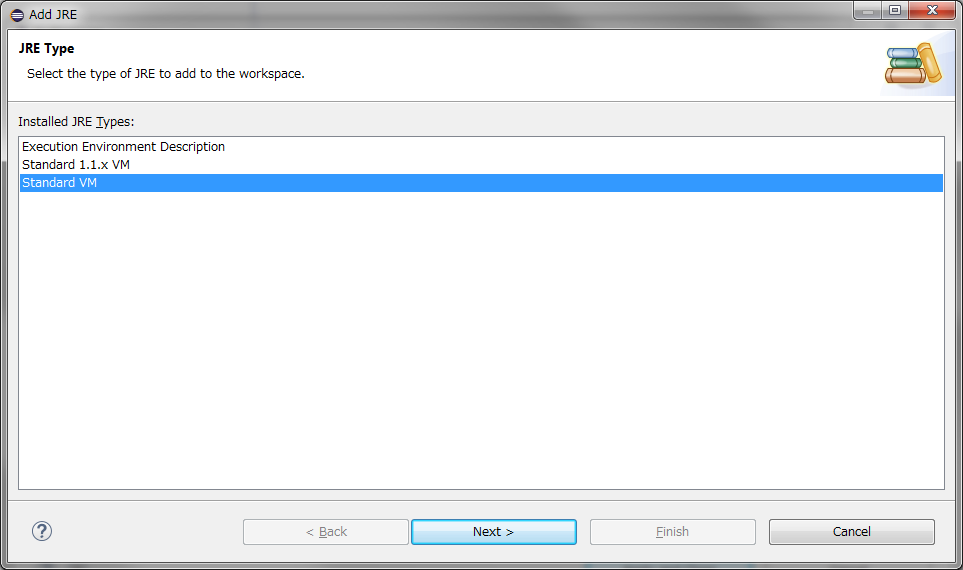 Add JRE
JRE Type
Select the type of JRE to add to the workspace.
Installed JRE Types:
Execution Environment Description
Standard 1.1.x VM
Standard VM
?
< Back
Next >
Finish
Cancel